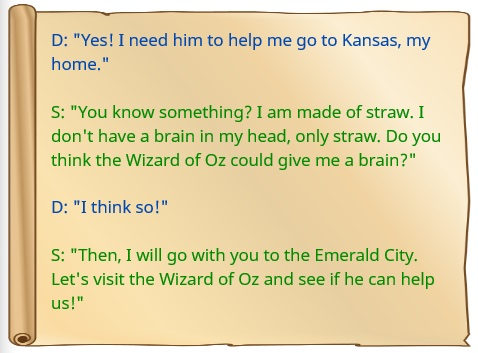 D: "Yes! I need him to help me go to Kansas, my
home."
S: "You know something? I am made of straw. I
don't have a brain in my head, only straw. Do you
think the Wizard of Oz could give me a brain?"
D: "I think so!"
S: "Then, I will go with you to the Emerald City.
Let's visit the Wizard of Oz and see if he can help
us!"